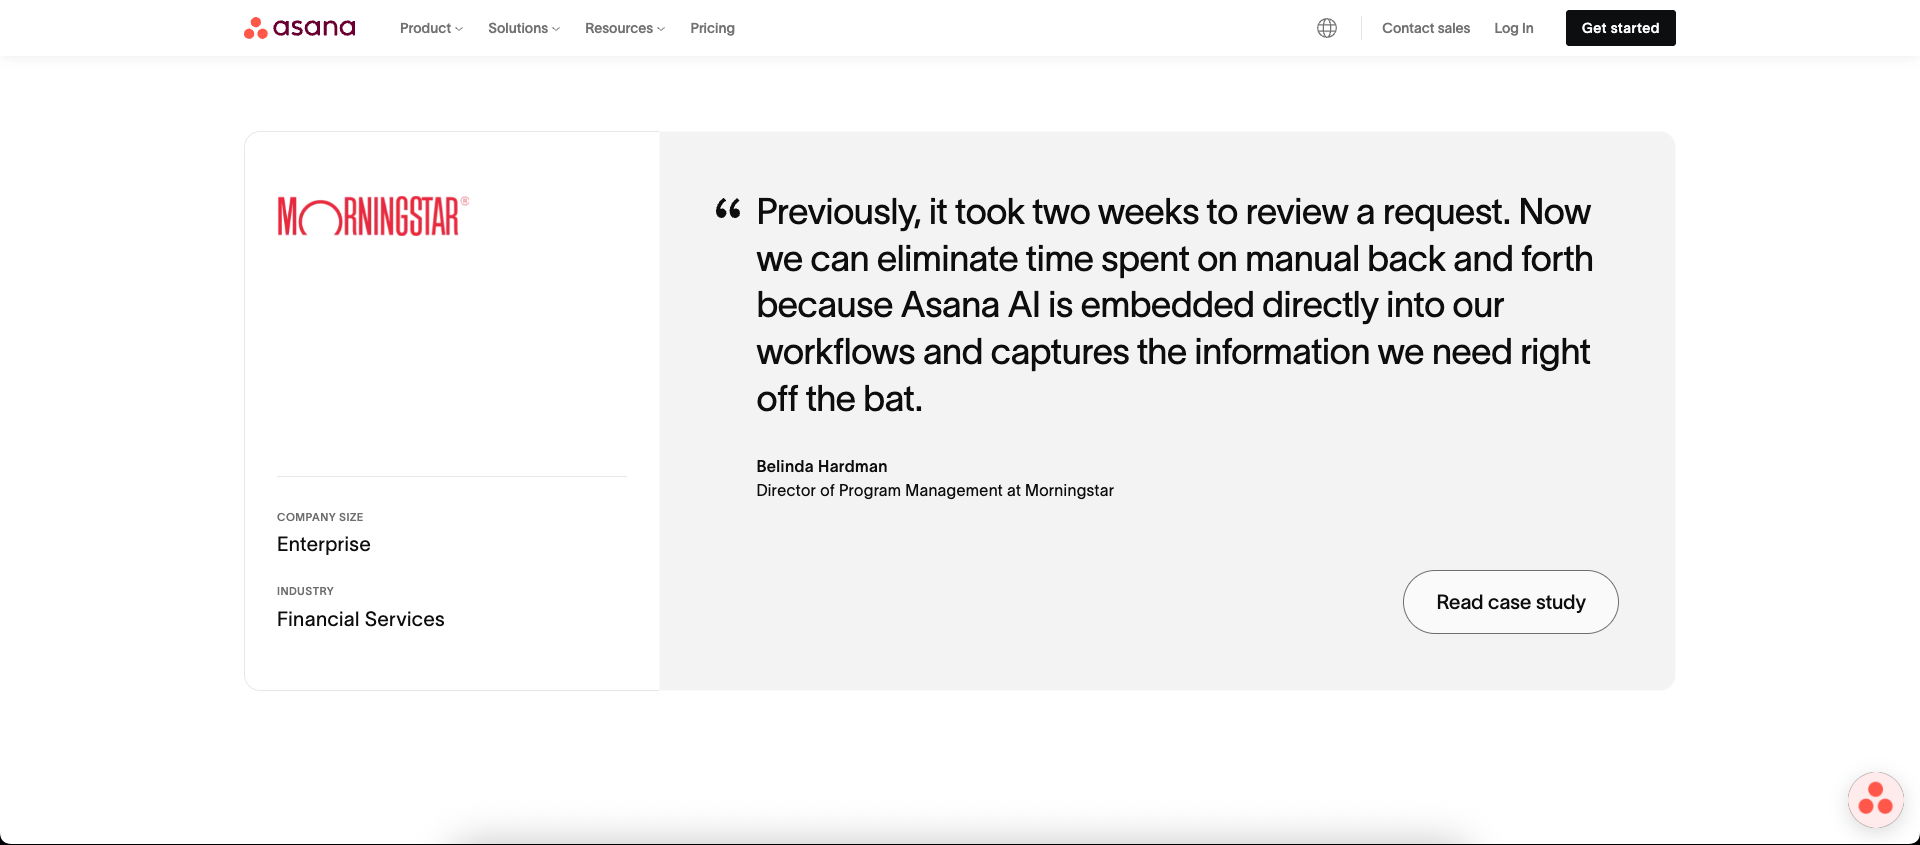 asana
Product
Solutions
Resources
Pricing
Contact sales
Log In
Get started
MORNINGSTAR®
COMPANY SIZE
Enterprise
INDUSTRY
Financial Services
“ Previously, it took two weeks to review a request. Now
we can eliminate time spent on manual back and forth
because Asana AI is embedded directly into our
workflows and captures the information we need right
off the bat.
Belinda Hardman
Director of Program Management at Morningstar
Read case study